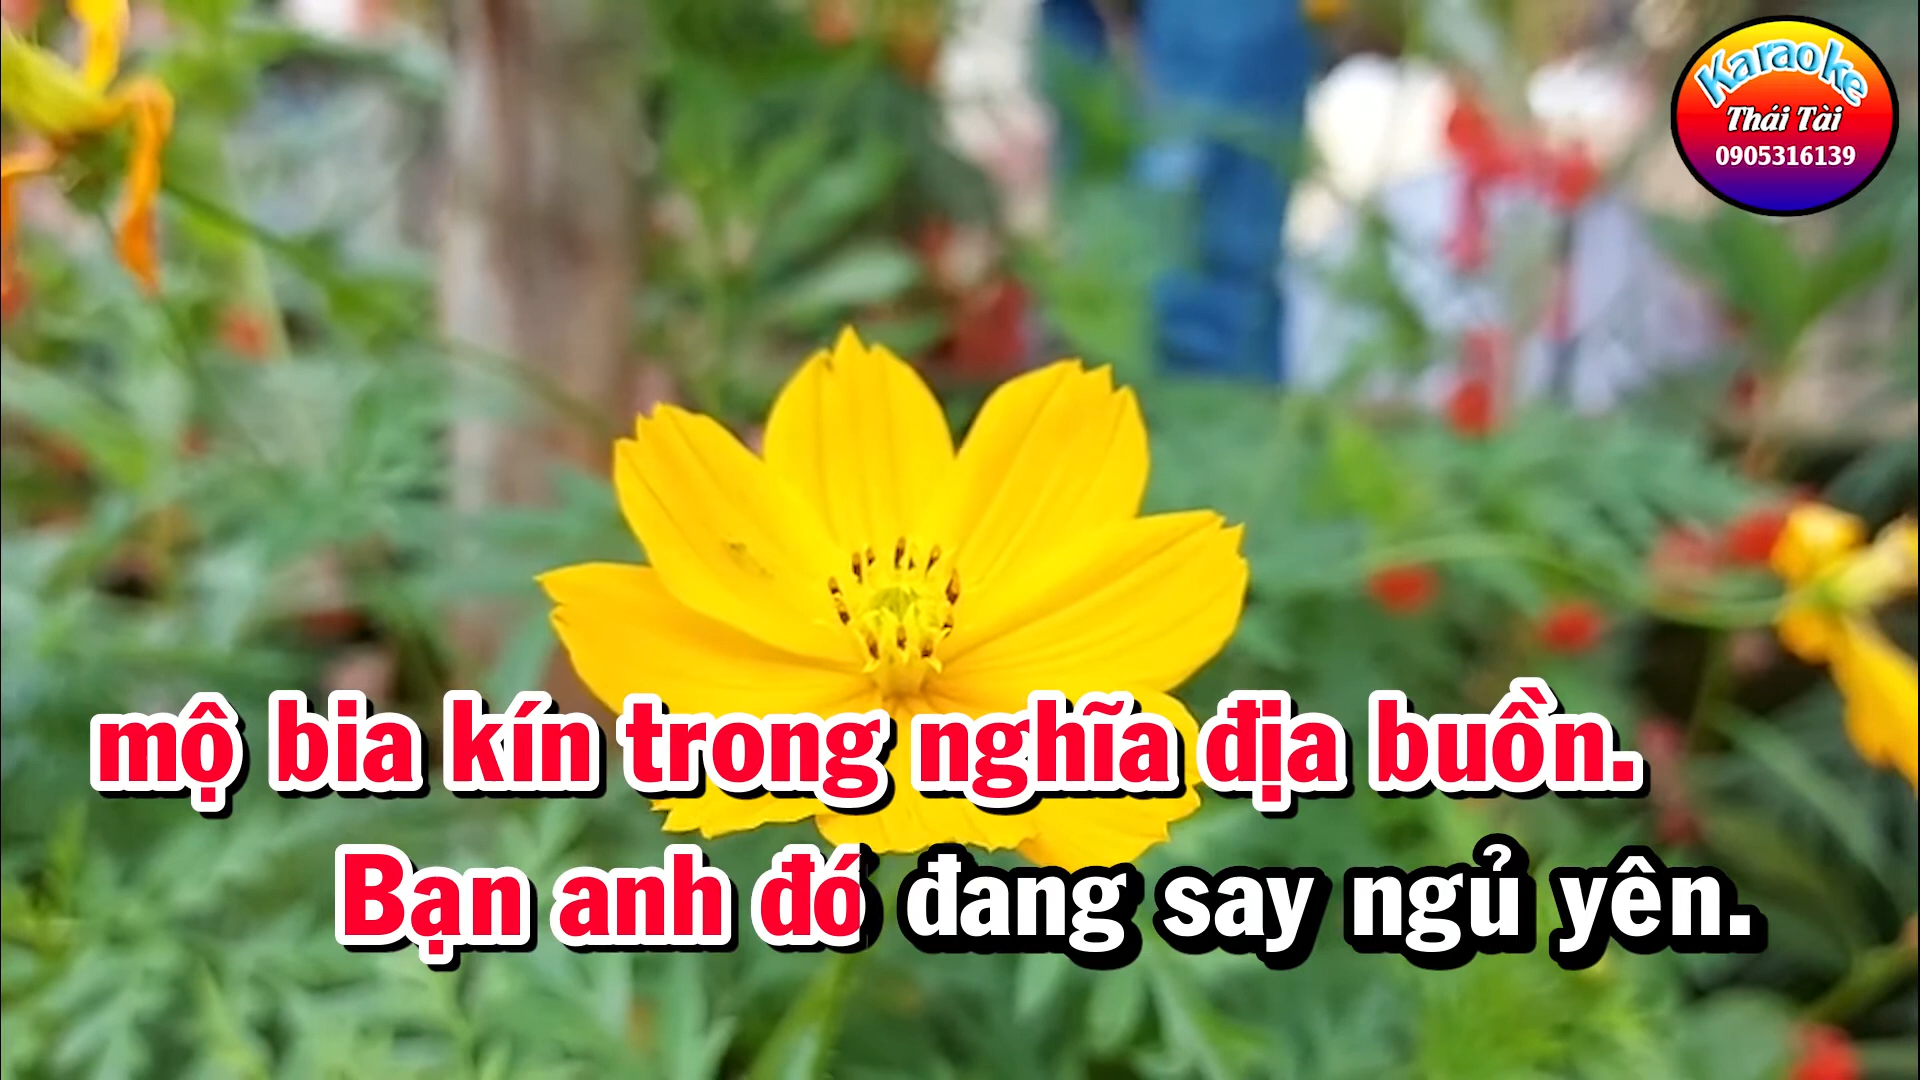 Karaoke
Thái Tài
0905316139
mộ bia kín trong nghĩa địa buồn.
Bạn anh đó đang say ngủ yên.